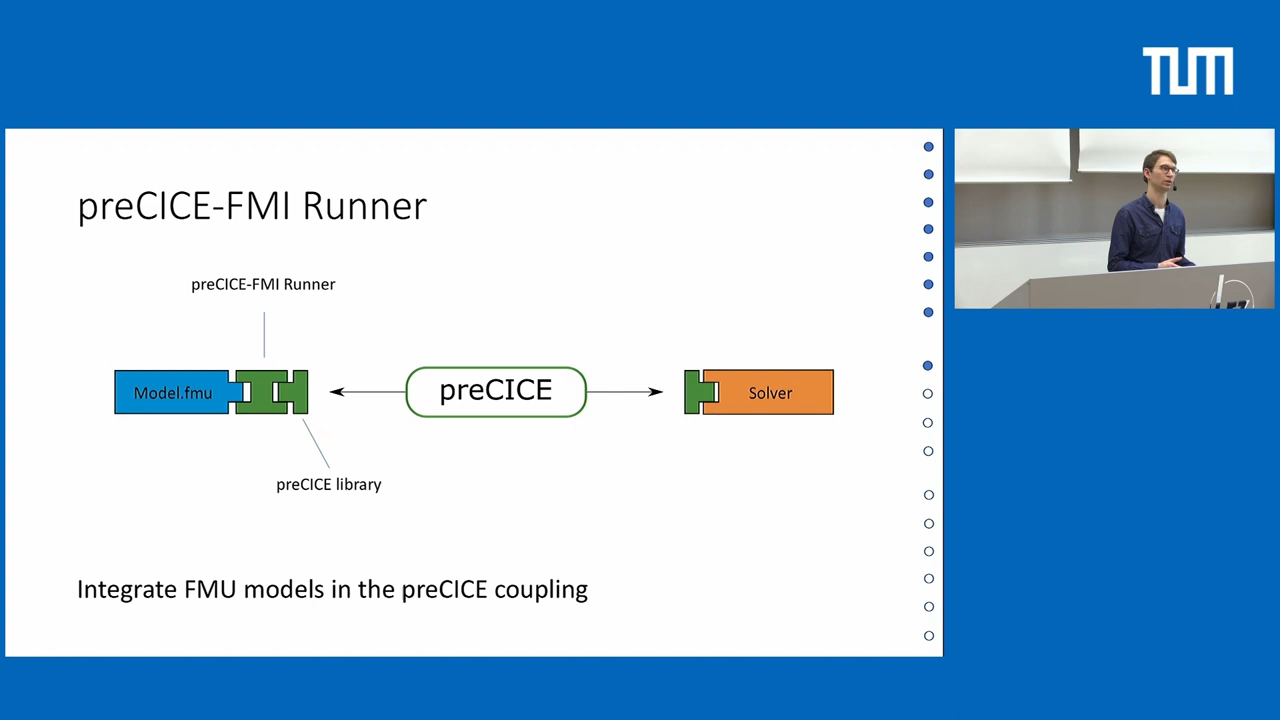 TUM
preCICE-FMI Runner
preCICE-FMI Runner
Model.fmu
preCICE
Solver
preCICE library
Integrate FMU models in the preCICE coupling